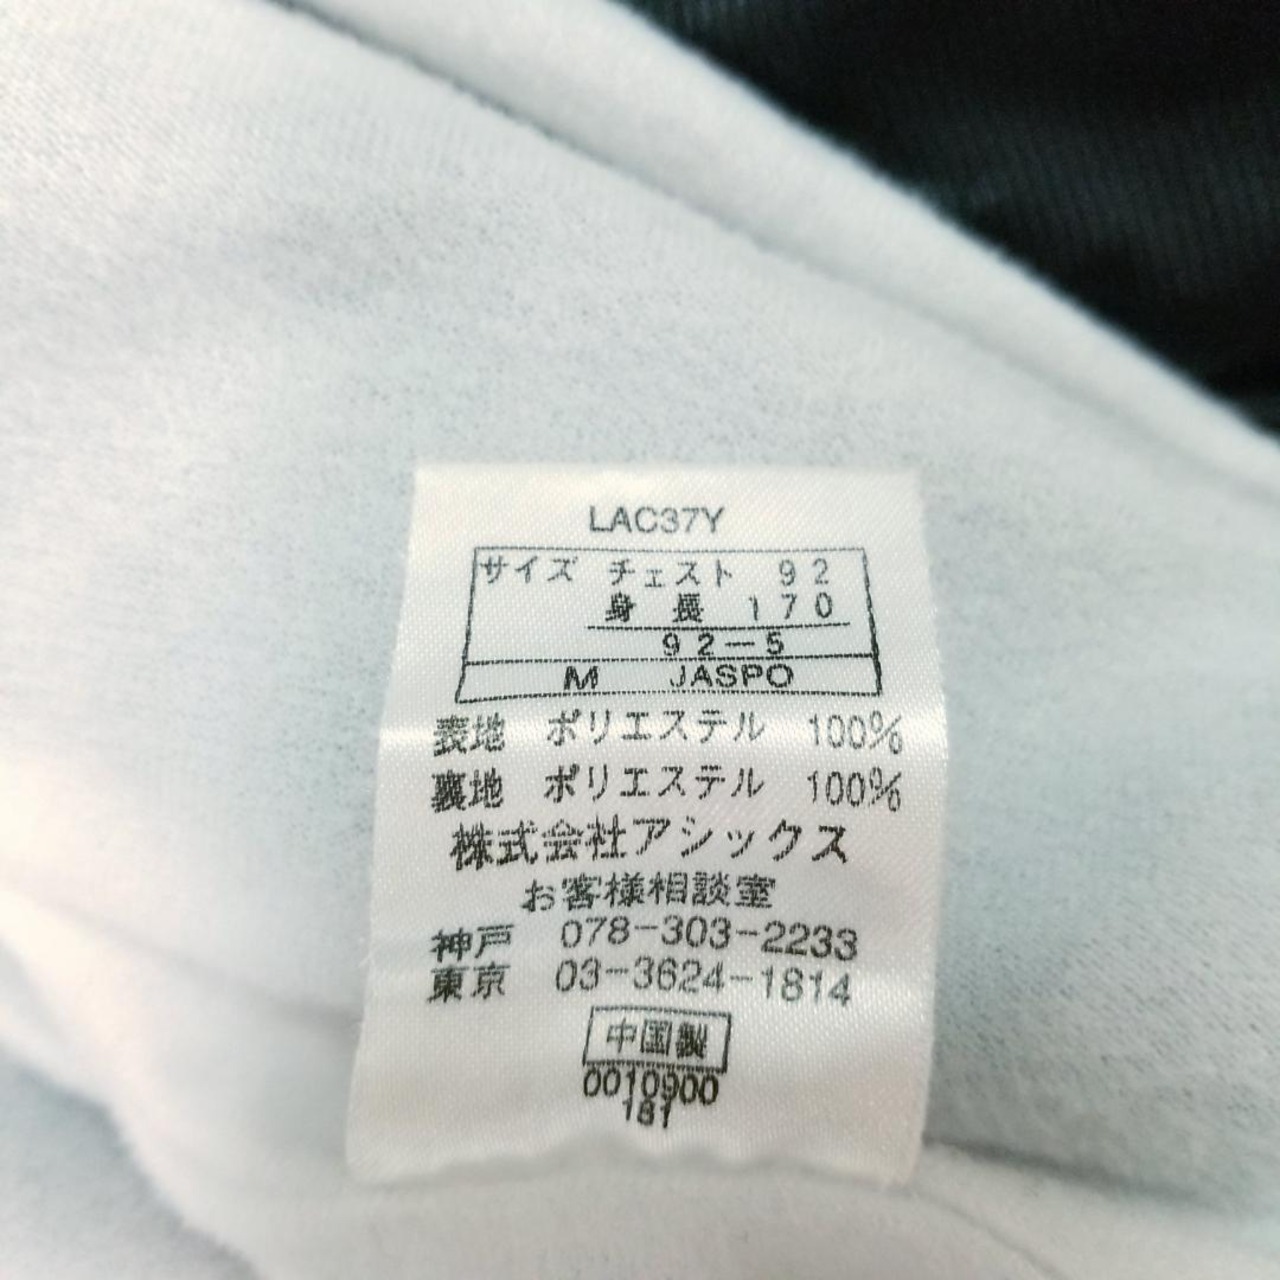 LAC37Y
サイズ チェスト 92
身長 170
92-5
M JASPO
表地 ポリエステル 100%
裏地 ポリエステル 100%
株式会社アシックス
お客様相談室
神戸 078-303-2233
東京 03-3624-1814
中国製
0010900
181